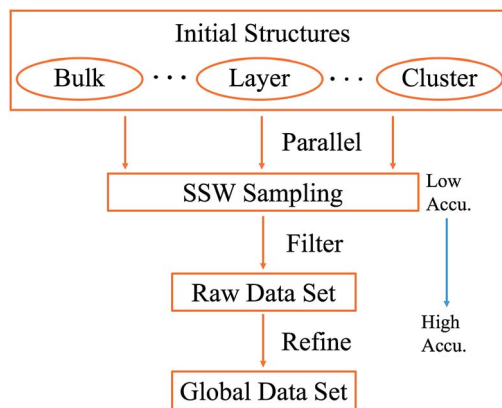 Initial Structures
Bulk ··· Layer ··· Cluster
Parallel
SSW Sampling
Low
Accu.
Filter
Raw Data Set
High
Accu.
Refine
Global Data Set